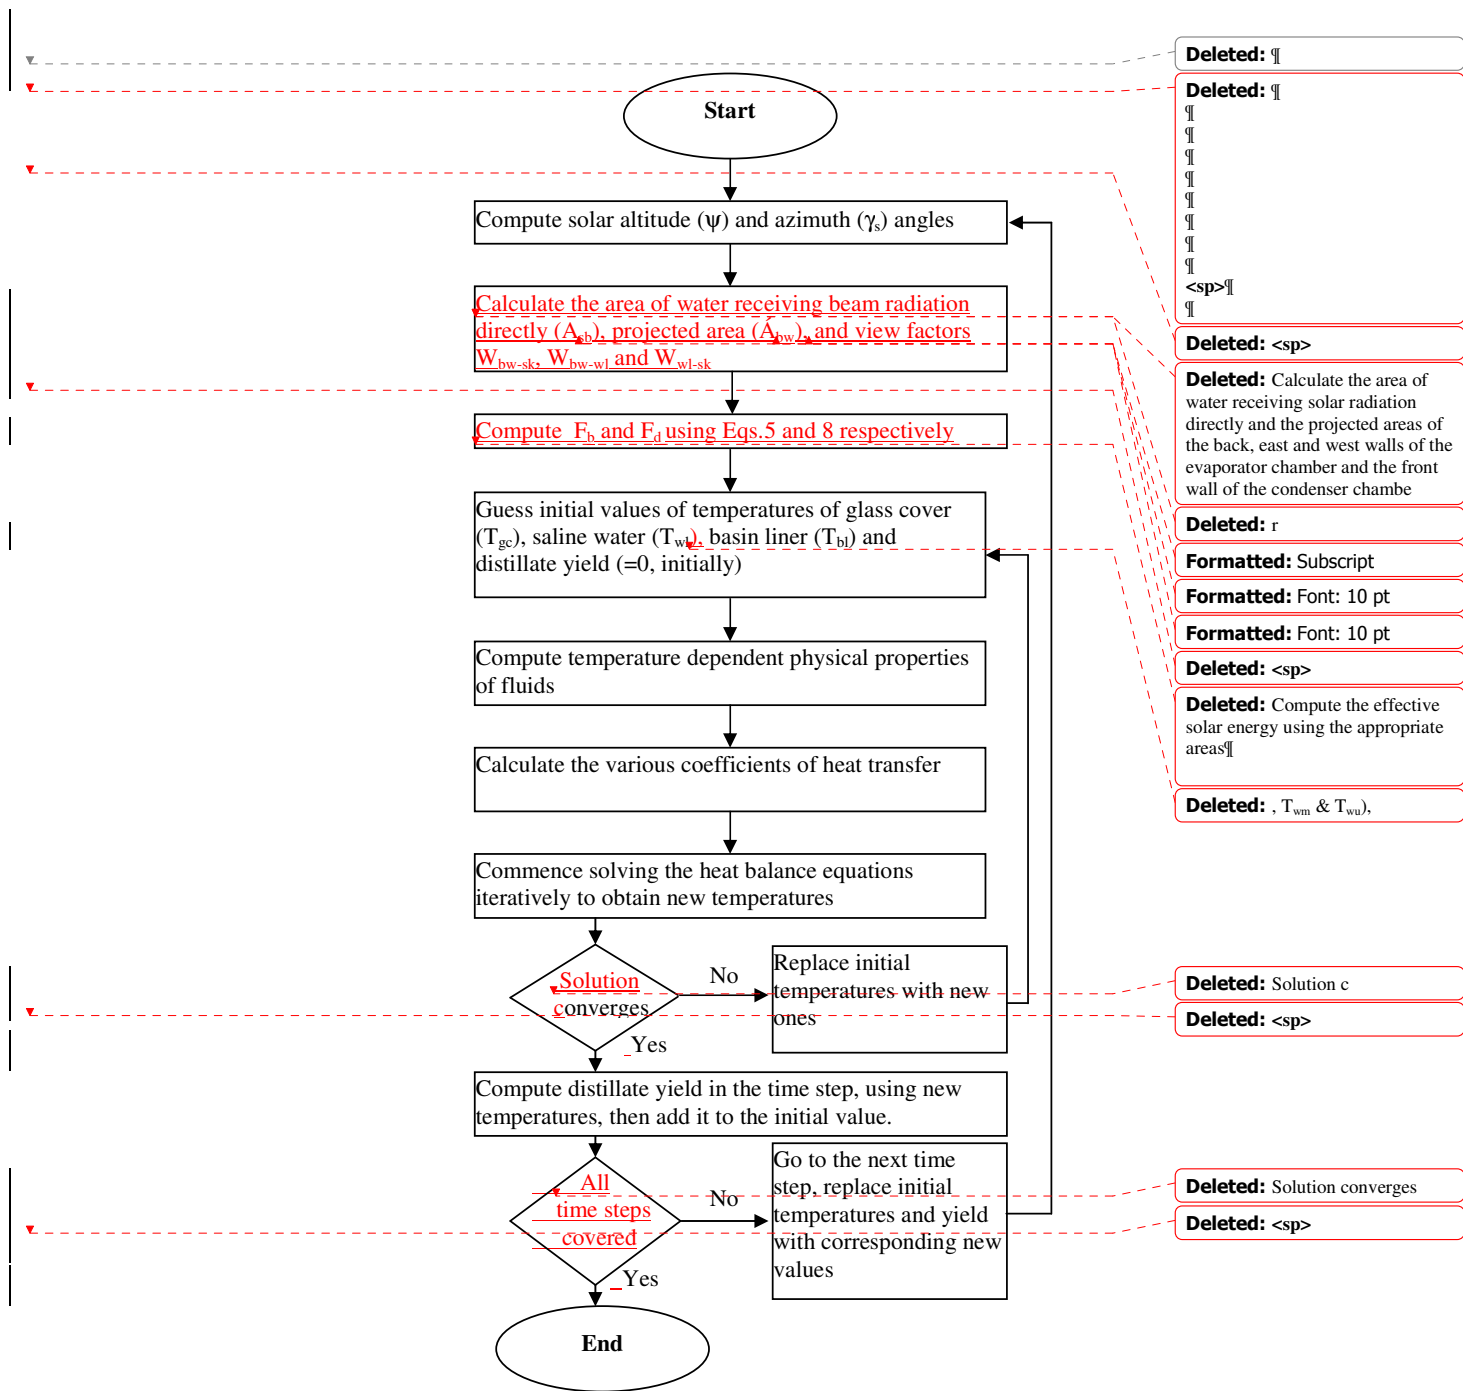 Start
Compute solar altitude (ψ) and azimuth (γs) angles
Calculate the area of water receiving beam radiation
directly (Asb), projected area (Ábw), and view factors
Wbw-sk, Wbw-wl and Wwl-sk
Compute  Fb and Fd using Eqs.5 and 8 respectively
Guess initial values of temperatures of glass cover
(Tgc), saline water (Twl), basin liner (Tbl) and
distillate yield (=0, initially)
Compute temperature dependent physical properties
of fluids
Calculate the various coefficients of heat transfer
Commence solving the heat balance equations
iteratively to obtain new temperatures
Solution
converges
No
Yes
Replace initial
temperatures with new
ones
Compute distillate yield in the time step, using new
temperatures, then add it to the initial value.
All
time steps
covered
No
Yes
Go to the next time
step, replace initial
temperatures and yield
with corresponding new
values
End
Deleted: ¶
Deleted: ¶
¶
¶
¶
¶
¶
¶
¶
¶
<sp>¶
¶
Deleted: <sp>
Deleted: Calculate the area of
water receiving solar radiation
directly and the projected areas of
the back, east and west walls of the
evaporator chamber and the front
wall of the condenser chambe
Deleted: r
Formatted: Subscript
Formatted: Font: 10 pt
Formatted: Font: 10 pt
Deleted: <sp>
Deleted: Compute the effective
solar energy using the appropriate
areas¶
Deleted: , Twm & Twu),
Deleted: Solution c
Deleted: <sp>
Deleted: Solution converges
Deleted: <sp>